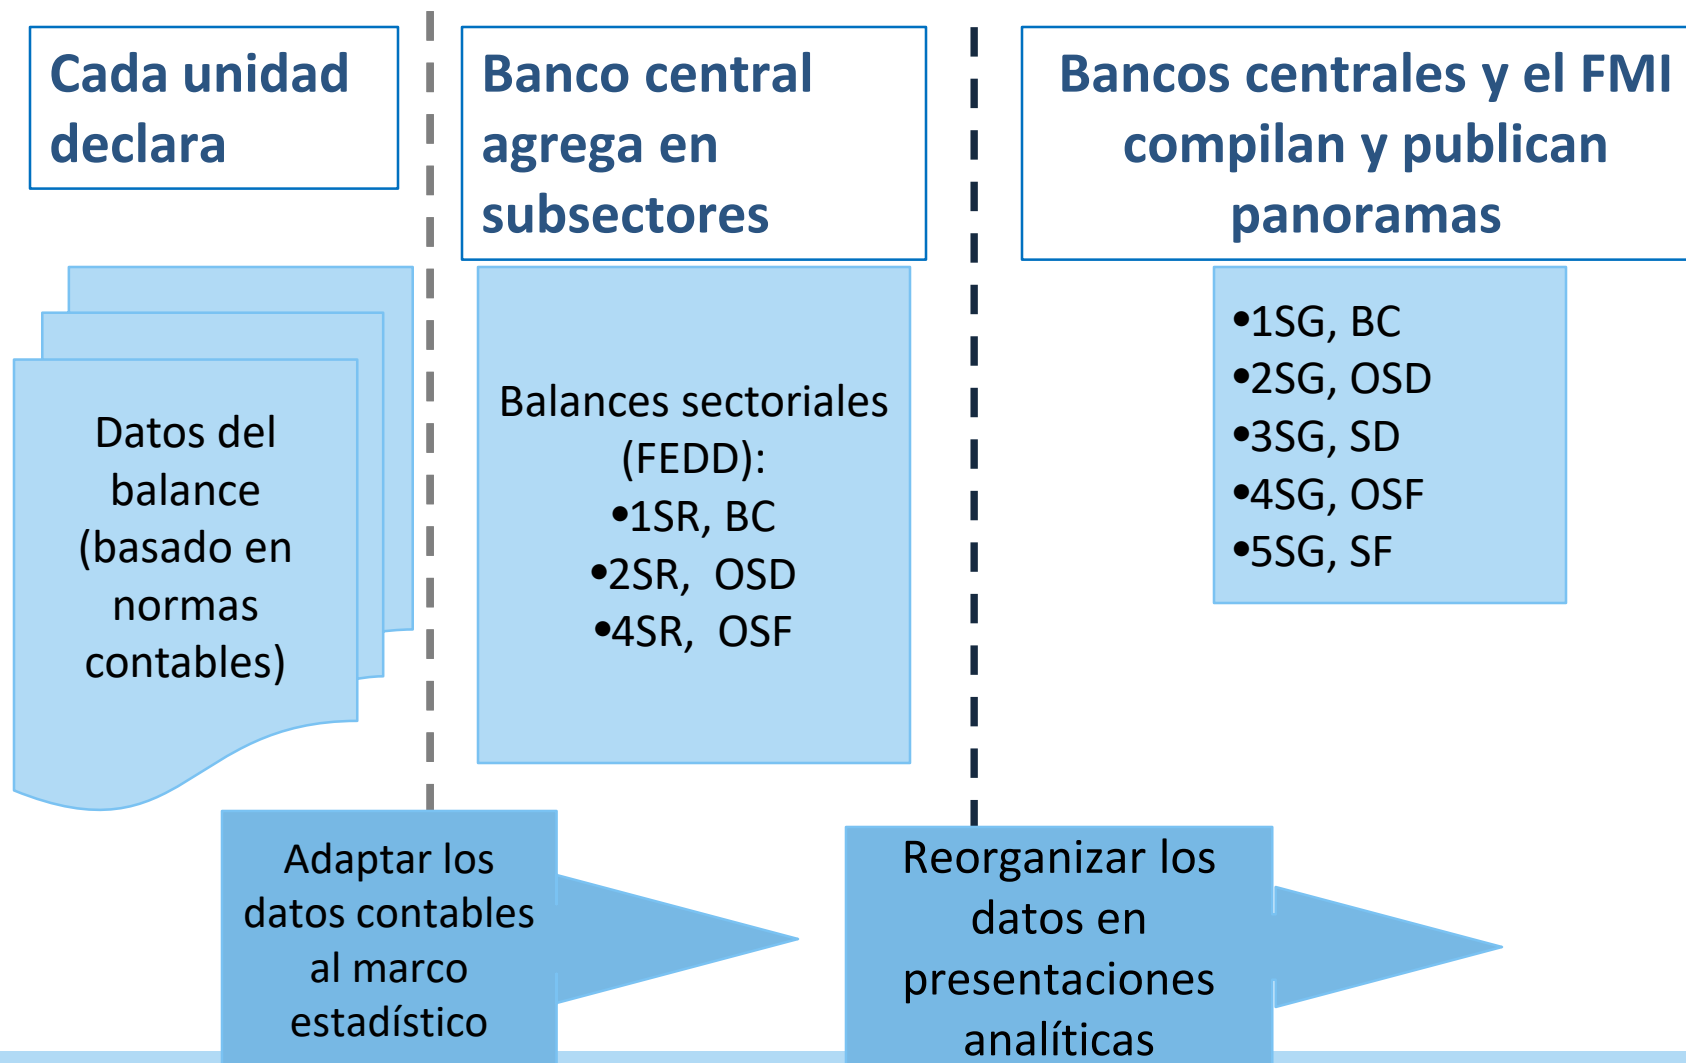 Cada unidad
declara
Banco central
agrega en
subsectores
Bancos centrales y el FMI
compilan y publican
panoramas
Datos del
balance
(basado en
normas
contables)
Balances sectoriales
(FEDD):
•1SR, BC
•2SR, OSD
•4SR, OSF
•1SG, BC
•2SG, OSD
•3SG, SD
•4SG, OSF
•5SG, SF
Adaptar los
datos contables
al marco
estadístico
Reorganizar los
datos en
presentaciones
analíticas